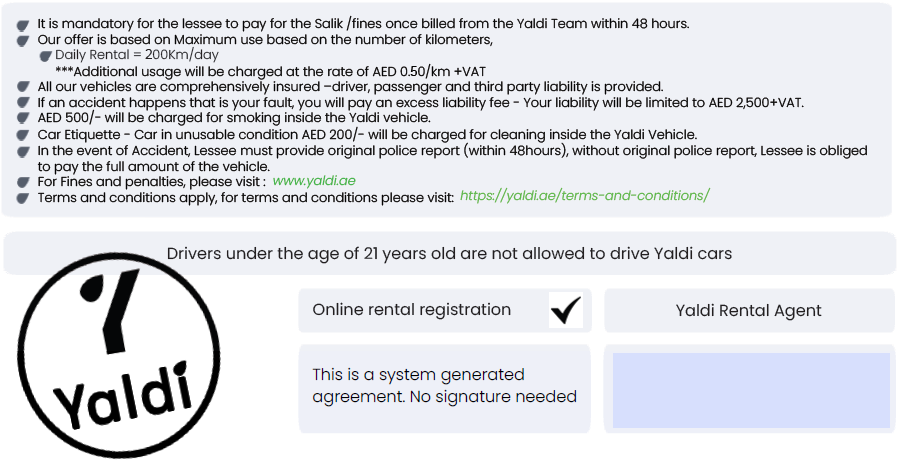 It is mandatory for the lessee to pay for the Salik /fines once billed from the Yaldi Team within 48 hours.
Our offer is based on Maximum use based on the number of kilometers,
Daily Rental = 200Km/day
***Additional usage will be charged at the rate of AED 0.50/km +VAT
All our vehicles are comprehensively insured –driver, passenger and third party liability is provided.
If an accident happens that is your fault, you will pay an excess liability fee - Your liability will be limited to AED 2,500+VAT.
AED 500/- will be charged for smoking inside the Yaldi vehicle.
Car Etiquette - Car in unusable condition AED 200/- will be charged for cleaning inside the Yaldi Vehicle.
In the event of Accident, Lessee must provide original police report (within 48hours), without original police report, Lessee is obliged
to pay the full amount of the vehicle.
For Fines and penalties, please visit : www.yaldi.ae
Terms and conditions apply, for terms and conditions please visit: https://yaldi.ae/terms-and-conditions/
Drivers under the age of 21 years old are not allowed to drive Yaldi cars
Yaldi
Online rental registration
Yaldi Rental Agent
This is a system generated
agreement. No signature needed